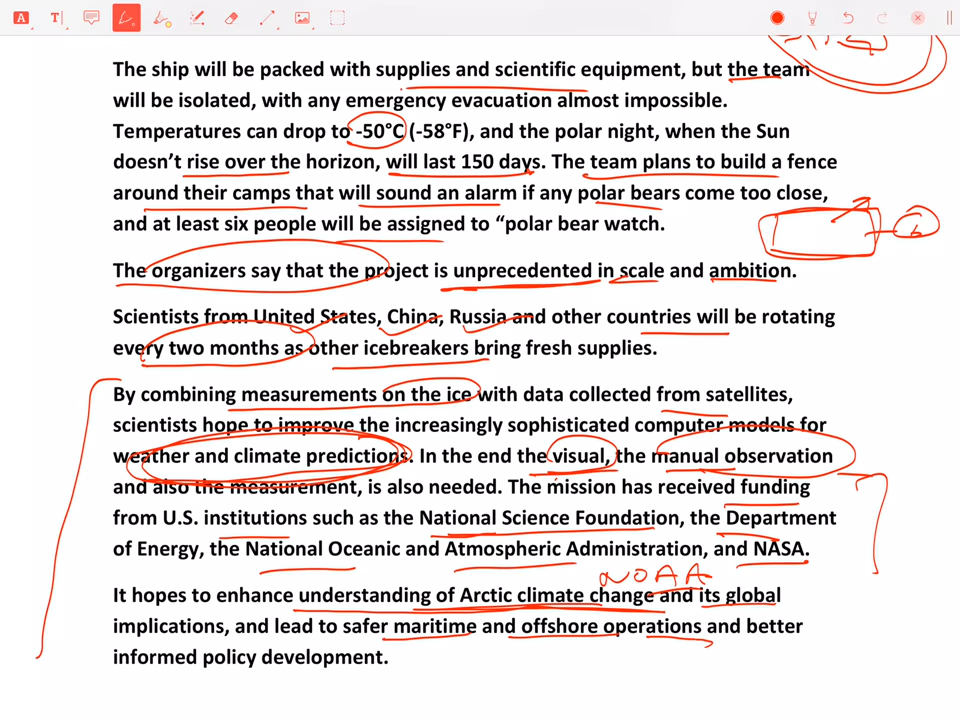 The ship will be packed with supplies and scientific equipment, but the team
will be isolated, with any emergency evacuation almost impossible.
Temperatures can drop to -50°C (-58°F), and the polar night, when the Sun
doesn't rise over the horizon, will last 150 days. The team plans to build a fence
around their camps that will sound an alarm if any polar bears come too close,
and at least six people will be assigned to “polar bear watch.
6
The organizers say that the project is unprecedented in scale and ambition.
Scientists from United States, China, Russia and other countries will be rotating
every two months as other icebreakers bring fresh supplies.
By combining measurements on the ice with data collected from satellites,
scientists hope to improve the increasingly sophisticated computer models for
weather and climate predictions. In the end the visual, the manual observation
and also the measurement, is also needed. The mission has received funding
from U.S. institutions such as the National Science Foundation, the Department
of Energy, the National Oceanic and Atmospheric Administration, and NASA.
NOAA
It hopes to enhance understanding of Arctic climate change and its global
implications, and lead to safer maritime and offshore operations and better
informed policy development.